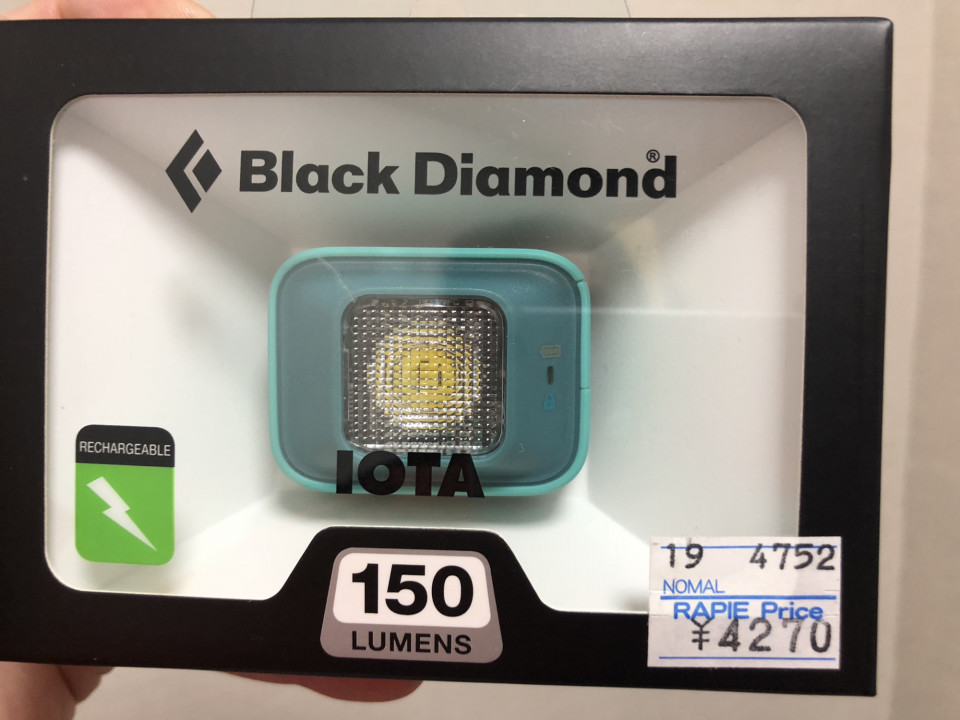 Black Diamond®
RECHARGEABLE
IOTA
150
LUMENS
19 4752
NOMAL
RAPIE Price
¥4270